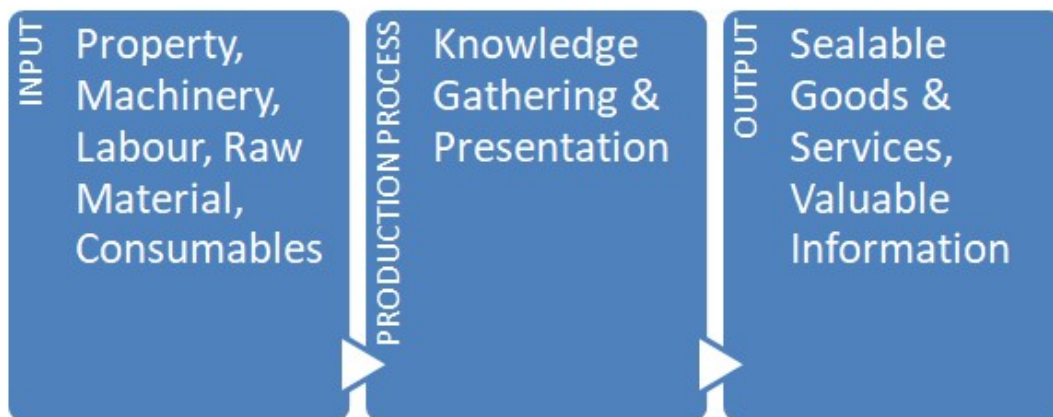 INPUT
Property,
Machinery,
Labour, Raw
Material,
Consumables
PRODUCTION PROCESS
Knowledge
Gathering &
Presentation
OUTPUT
Sealable
Goods &
Services,
Valuable
Information